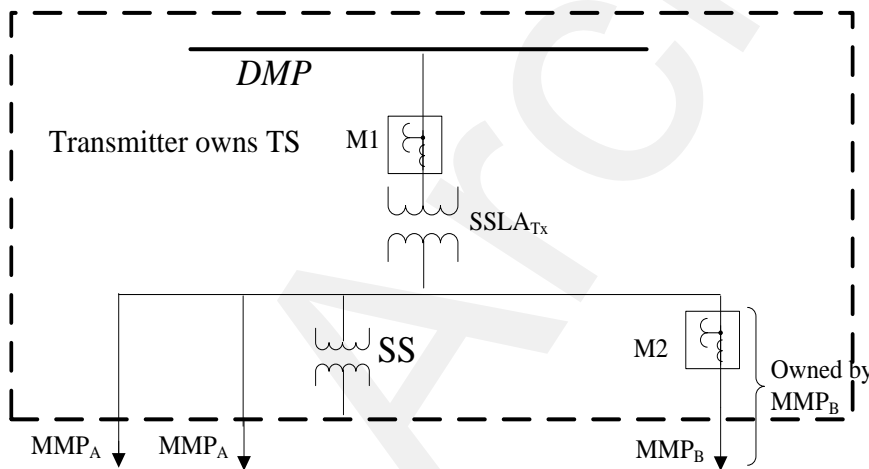 DMP
Transmitter owns TS
M1
SSLA_Tx
SS
M2
Owned by
MMP_B
MMP_A
MMP_A
MMP_B